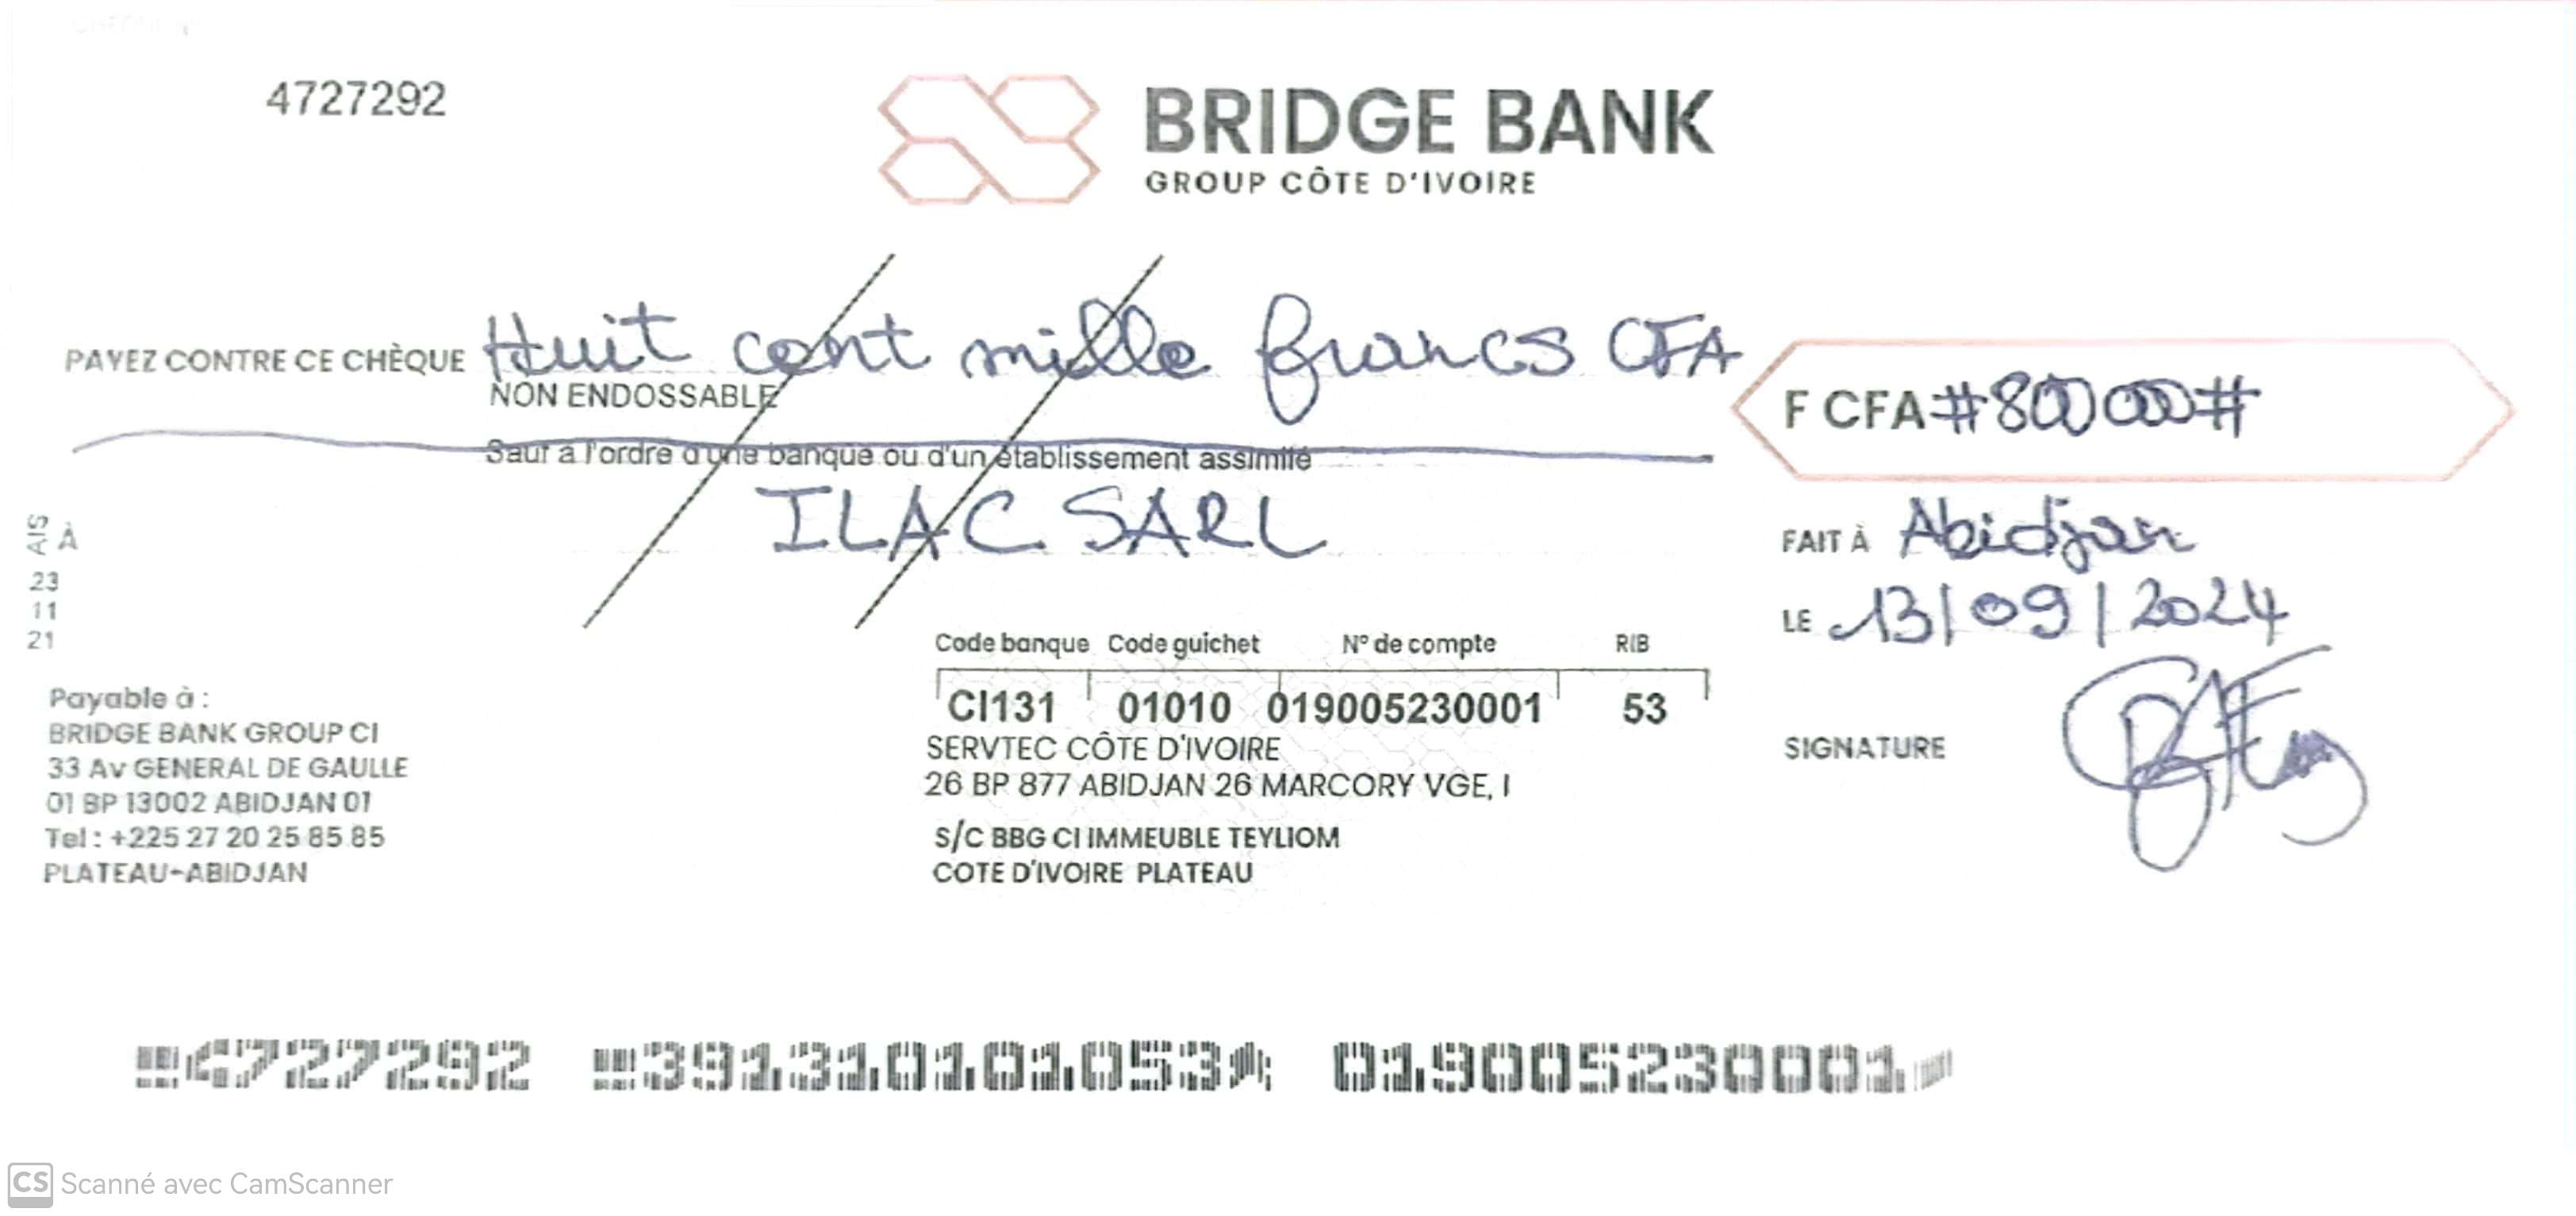 4727292
BRIDGE BANK
GROUP CÔTE D'IVOIRE
PAYEZ CONTRE CE CHÈQUE Huit cent mille francs CFA
NON ENDOSSABLE
F CFA #800 000#
Sauf à l'ordre d'une banque ou d'un établissement assimilé
À ILAC SARL
AIS
23
11
21
FAIT À Abidjan
LE 13/09/2024
SIGNATURE
Code banque Code guichet N° de compte RIB
CI131 01010 019005230001 53
SERVTEC CÔTE D'IVOIRE
26 BP 877 ABIDJAN 26 MARCORY VGE, I
S/C BBG CI IMMEUBLE TEYLIOM
COTE D'IVOIRE PLATEAU
Payable à :
BRIDGE BANK GROUP CI
33 Av GENERAL DE GAULLE
01 BP 13002 ABIDJAN 01
Tel : +225 27 20 25 85 85
PLATEAU-ABIDJAN
4727292 391310101053 019005230001
CS Scanné avec CamScanner